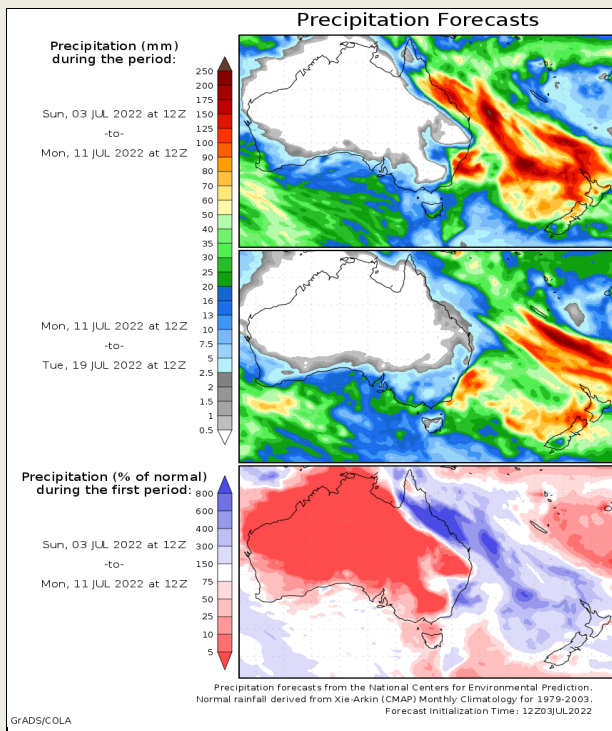 Precipitation Forecasts
Precipitation (mm)
during the period:
Sun, 03 JUL 2022 at 12Z
-to-
Mon, 11 JUL 2022 at 12Z
250
200
175
150
125
100
90
80
70
60
50
40
35
30
25
20
16
13
10
7.5
5
2.5
2
1.5
1
0.5
Mon, 11 JUL 2022 at 12Z
-to-
Tue, 19 JUL 2022 at 12Z
Precipitation (% of normal)
during the first period:
Sun, 03 JUL 2022 at 12Z
-to-
Mon, 11 JUL 2022 at 12Z
800
600
400
300
150
75
50
25
10
5
Precipitation forecasts from the National Centers for Environmental Prediction.
Normal rainfall derived from Xie-Arkin (CMAP) Monthly Climatology for 1979-2003.
Forecast Initialization Time: 12Z03JUL2022
GrADS/COLA